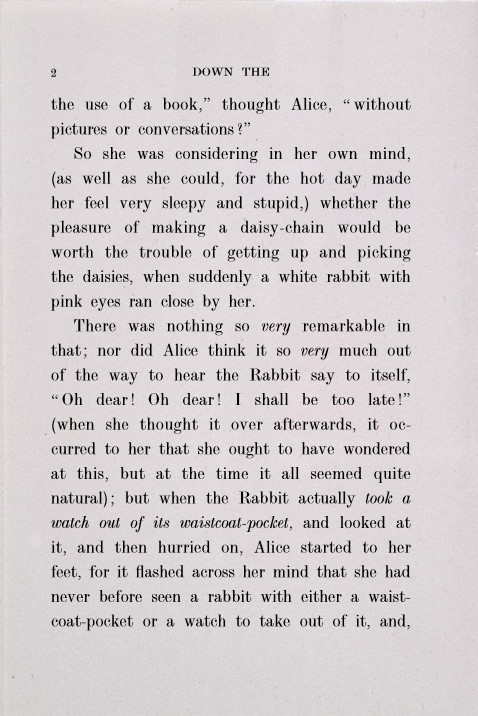 2
DOWN THE
the use of a book,” thought Alice, “without
pictures or conversations?”
So she was considering in her own mind,
(as well as she could, for the hot day made
her feel very sleepy and stupid,) whether the
pleasure of making a daisy-chain would be
worth the trouble of getting up and picking
the daisies, when suddenly a white rabbit with
pink eyes ran close by her.
There was nothing so very remarkable in
that; nor did Alice think it so very much out
of the way to hear the Rabbit say to itself,
“Oh dear! Oh dear! I shall be too late!”
(when she thought it over afterwards, it oc-
curred to her that she ought to have wondered
at this, but at the time it all seemed quite
natural); but when the Rabbit actually took a
watch out of its waistcoat-pocket, and looked at
it, and then hurried on, Alice started to her
feet, for it flashed across her mind that she had
never before seen a rabbit with either a waist-
coat-pocket or a watch to take out of it, and,